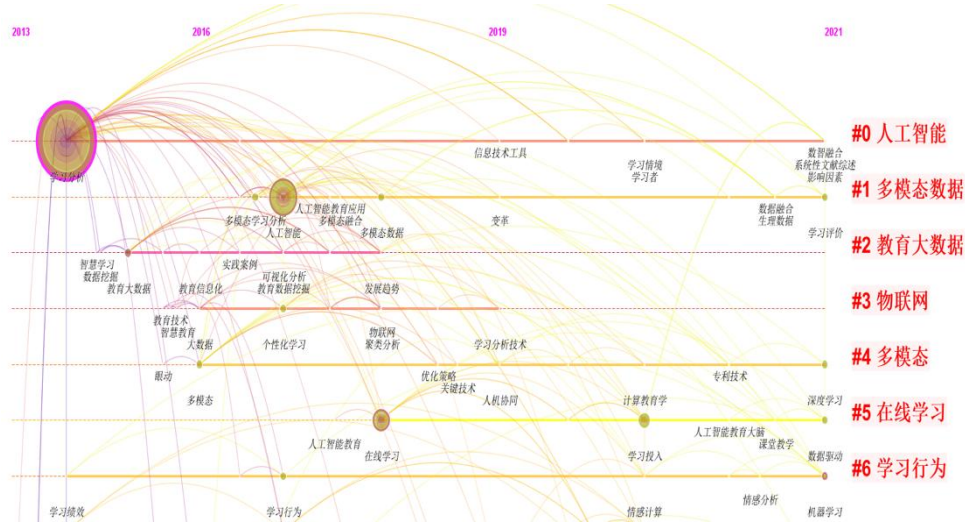 2013 2016 2019 2021
#0 人工智能
信息技术工具
数智融合
学习情境
系统性文献综述
学习分析
学习者
影响因素
#1 多模态数据
人工智能教育应用
数据融合
多模态学习分析
多模态融合
变革
生理数据
人工智能
多模态数据
学习评价
#2 教育大数据
智慧学习
实践案例
数据挖掘
可视化分析
教育大数据
教育信息化
教育数据挖掘
发展趋势
#3 物联网
教育技术
智慧教育
物联网
大数据
个性化学习
聚类分析
学习分析技术
#4 多模态
眼动
优化策略
专利技术
关键技术
多模态
人机协同
计算教育学
深度学习
#5 在线学习
人工智能教育大脑
人工智能教育
课堂教学
在线学习
学习投入
数据驱动
#6 学习行为
情感分析
学习绩效
学习行为
情感计算
机器学习